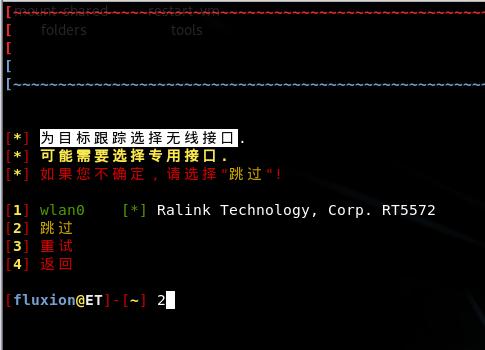 mount-shared restart-vm
folders tools
[~~~~~~~~~~~~~~~~~~~~~~~~~~~~~~~~~~~~~~~~~~~~~~~~~~~~~~~~~
[
[
[
[~~~~~~~~~~~~~~~~~~~~~~~~~~~~~~~~~~~~~~~~~~~~~~~~~~~~~~~~~
[*] 为目标跟踪选择无线接口.
[*] 可能需要选择专用接口.
[*] 如果您不确定，请选择"跳过"!
[1] wlan0 [*] Ralink Technology, Corp. RT5572
[2] 跳过
[3] 重试
[4] 返回
[fluxion@ET]-[~] 2